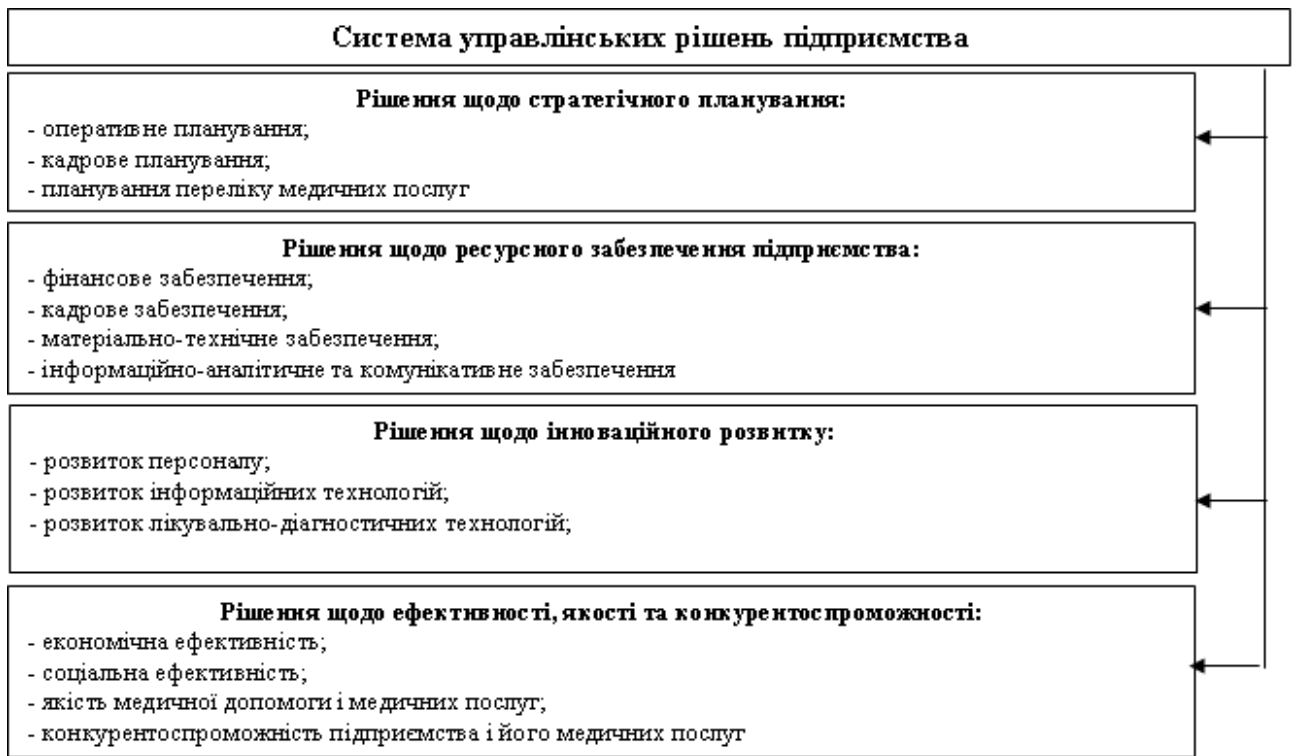 Система управлінських рішень підприємства
Рішення щодо стратегічного планування:
- оперативне планування;
- кадрове планування;
- планування переліку медичних послуг
Рішення щодо ресурсного забезпечення підприємства:
- фінансове забезпечення;
- кадрове забезпечення;
- матеріально-технічне забезпечення;
- інформаційно-аналітичне та комунікативне забезпечення
Рішення щодо інноваційного розвитку:
- розвиток персоналу;
- розвиток інформаційних технологій;
- розвиток лікувально-діагностичних технологій;
Рішення щодо ефективності, якості та конкурентоспроможності:
- економічна ефективність;
- соціальна ефективність;
- якість медичної допомоги і медичних послуг;
- конкурентоспроможність підприємства і його медичних послуг